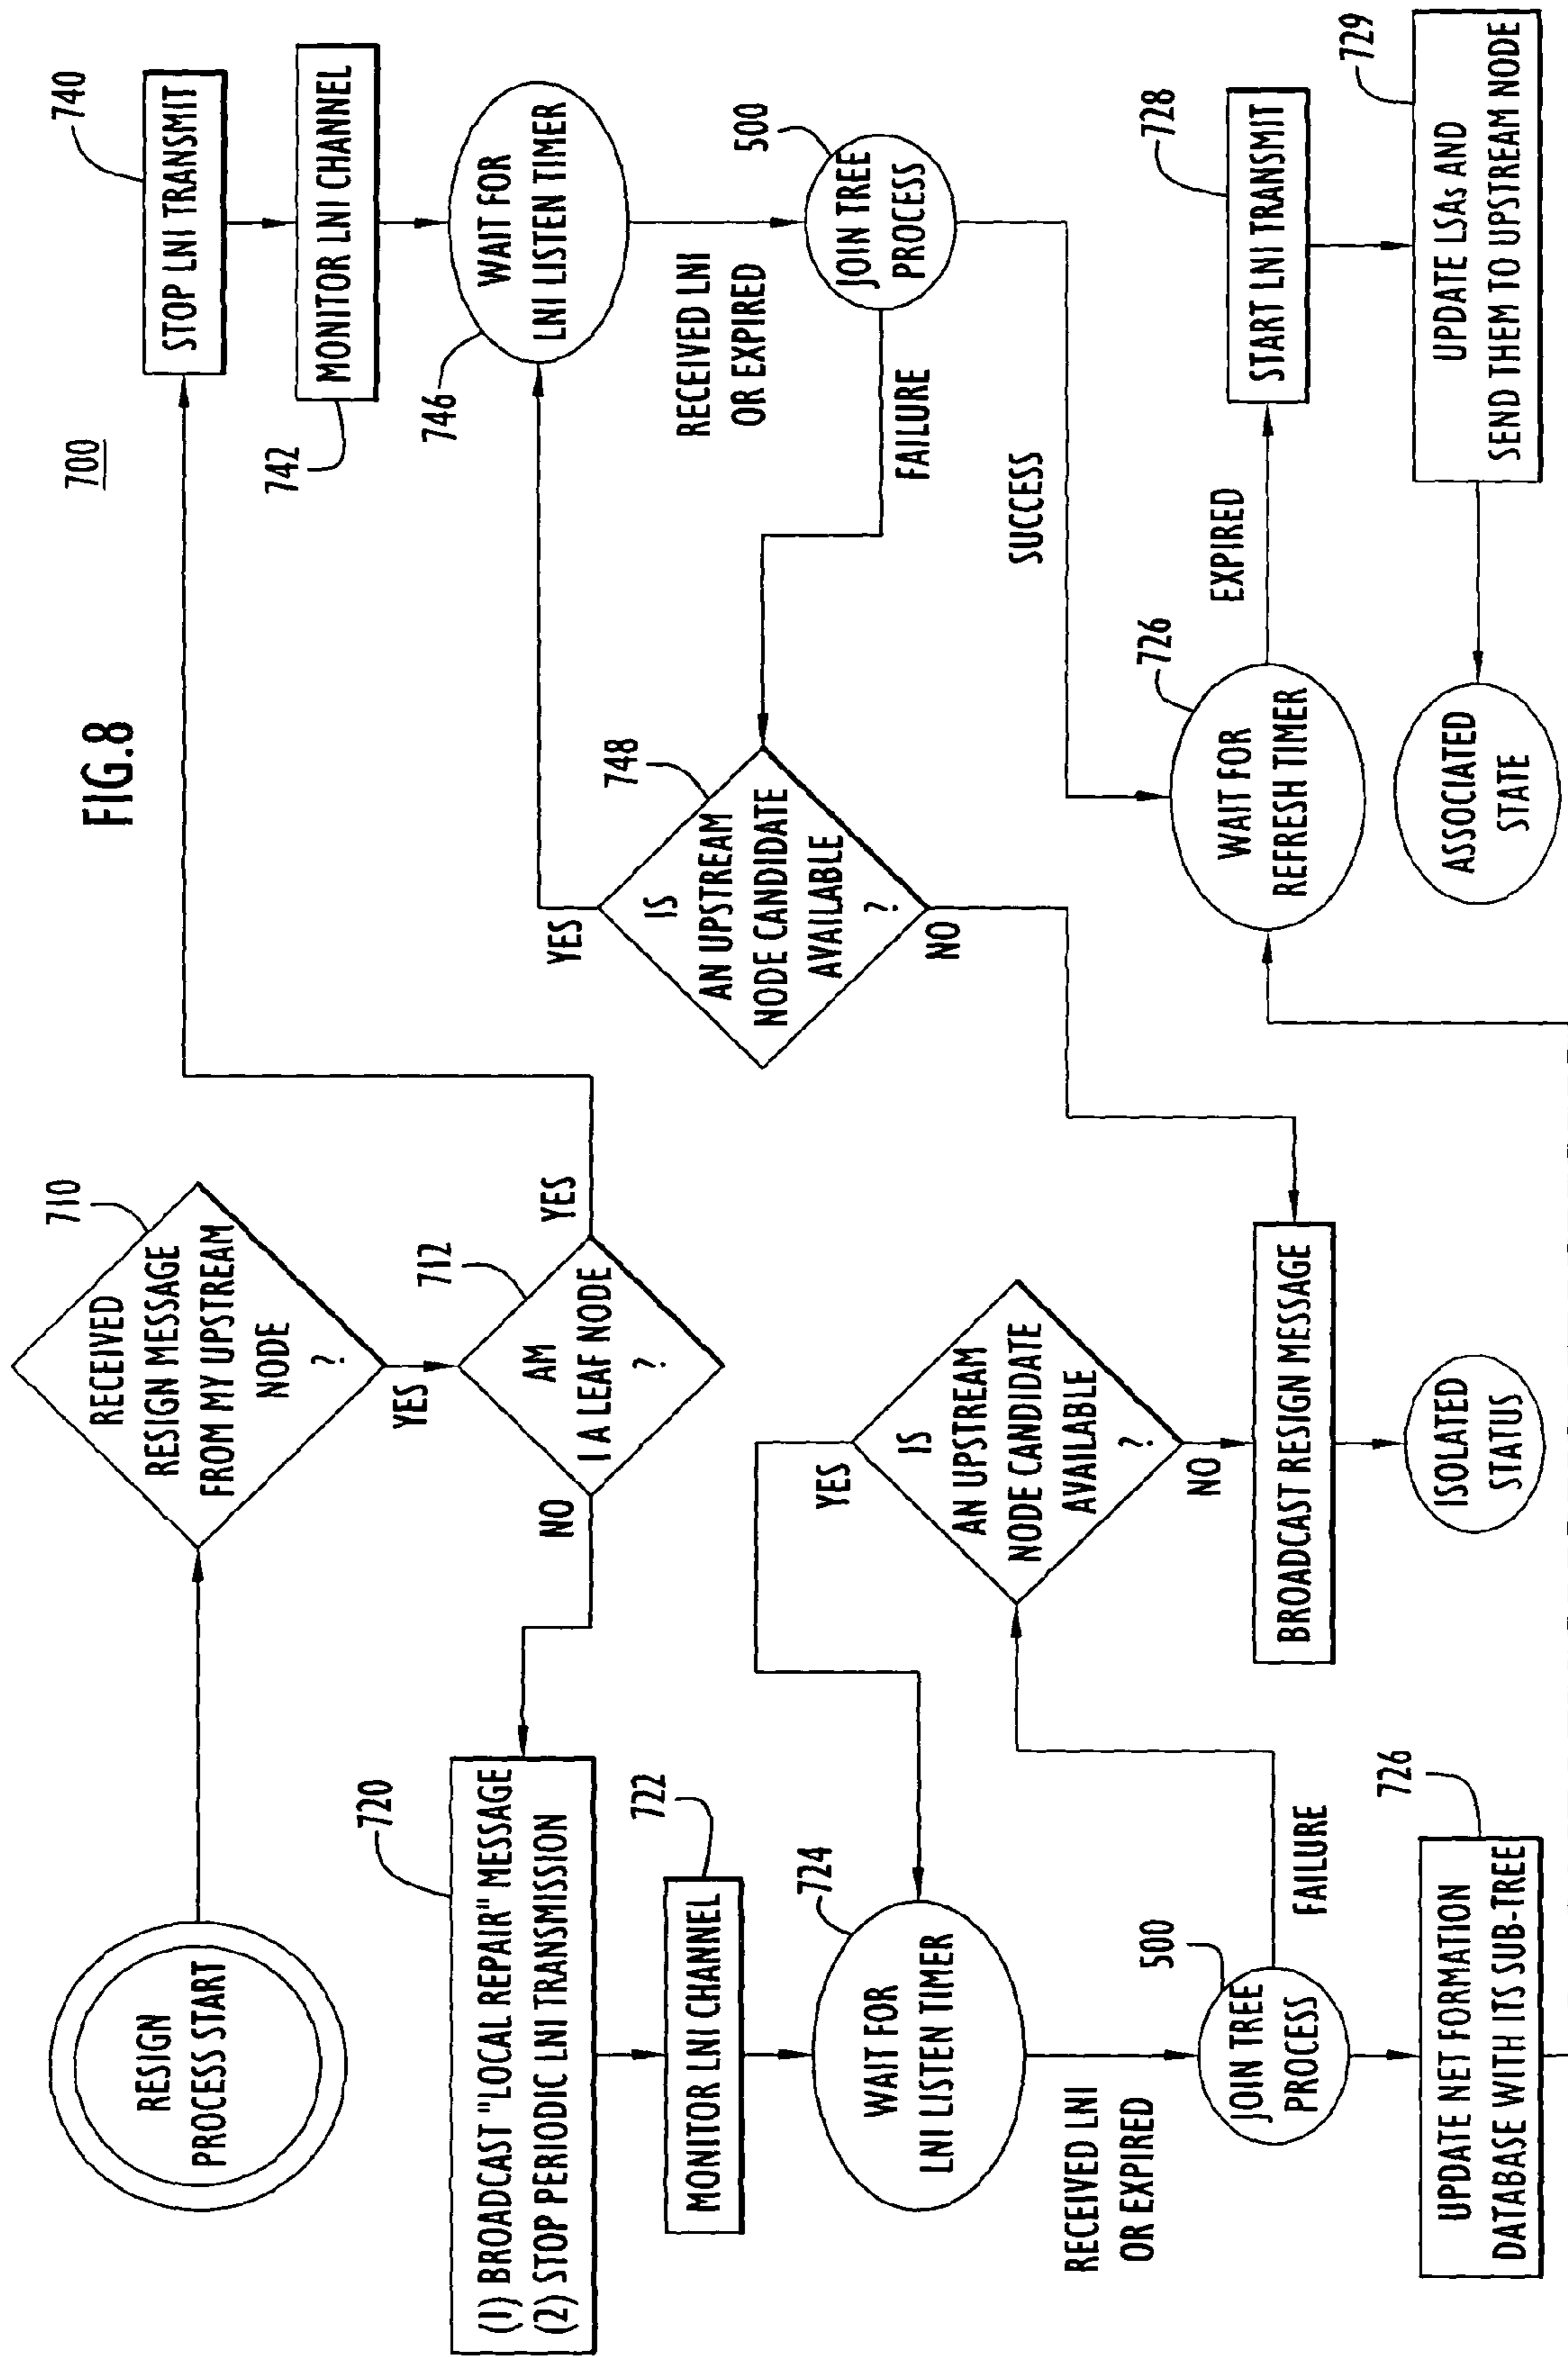 FIG.8
700
RESIGN
PROCESS START
710
RECEIVED
RESIGN MESSAGE
FROM MY UPSTREAM
NODE
?
YES
712
AM
I A LEAF NODE
?
NO
YES
720
(1) BROADCAST "LOCAL REPAIR" MESSAGE
(2) STOP PERIODIC LNI TRANSMISSION
722
MONITOR LNI CHANNEL
724
WAIT FOR
LNI LISTEN TIMER
RECEIVED LNI
OR EXPIRED
500
JOIN TREE
PROCESS
FAILURE
726
UPDATE NET FORMATION
DATABASE WITH ITS SUB-TREE
YES
IS
AN UPSTREAM
NODE CANDIDATE
AVAILABLE
?
NO
BROADCAST RESIGN MESSAGE
ISOLATED
STATUS
740
STOP LNI TRANSMIT
742
MONITOR LNI CHANNEL
746
WAIT FOR
LNI LISTEN TIMER
RECEIVED LNI
OR EXPIRED
500
JOIN TREE
PROCESS
FAILURE
SUCCESS
748
YES
IS
AN UPSTREAM
NODE CANDIDATE
AVAILABLE
?
NO
726
WAIT FOR
REFRESH TIMER
EXPIRED
728
START LNI TRANSMIT
729
UPDATE LSAs AND
SEND THEM TO UPSTREAM NODE
ASSOCIATED
STATE